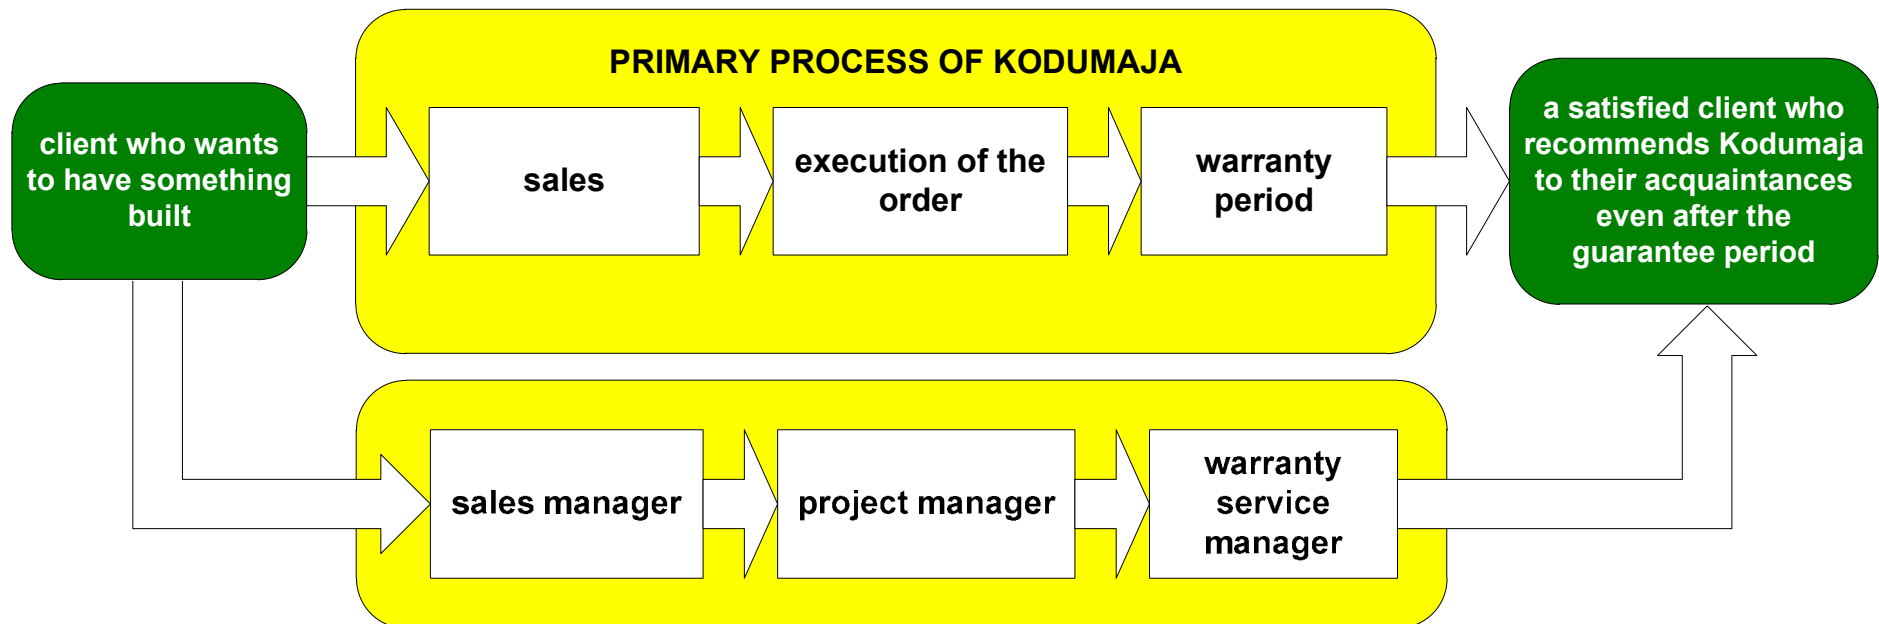 PRIMARY PROCESS OF KODUMAJA
client who wants
to have something
built
sales
execution of the
order
warranty
period
a satisfied client who
recommends Kodumaja
to their acquaintances
even after the
guarantee period
sales manager
project manager
warranty
service
manager